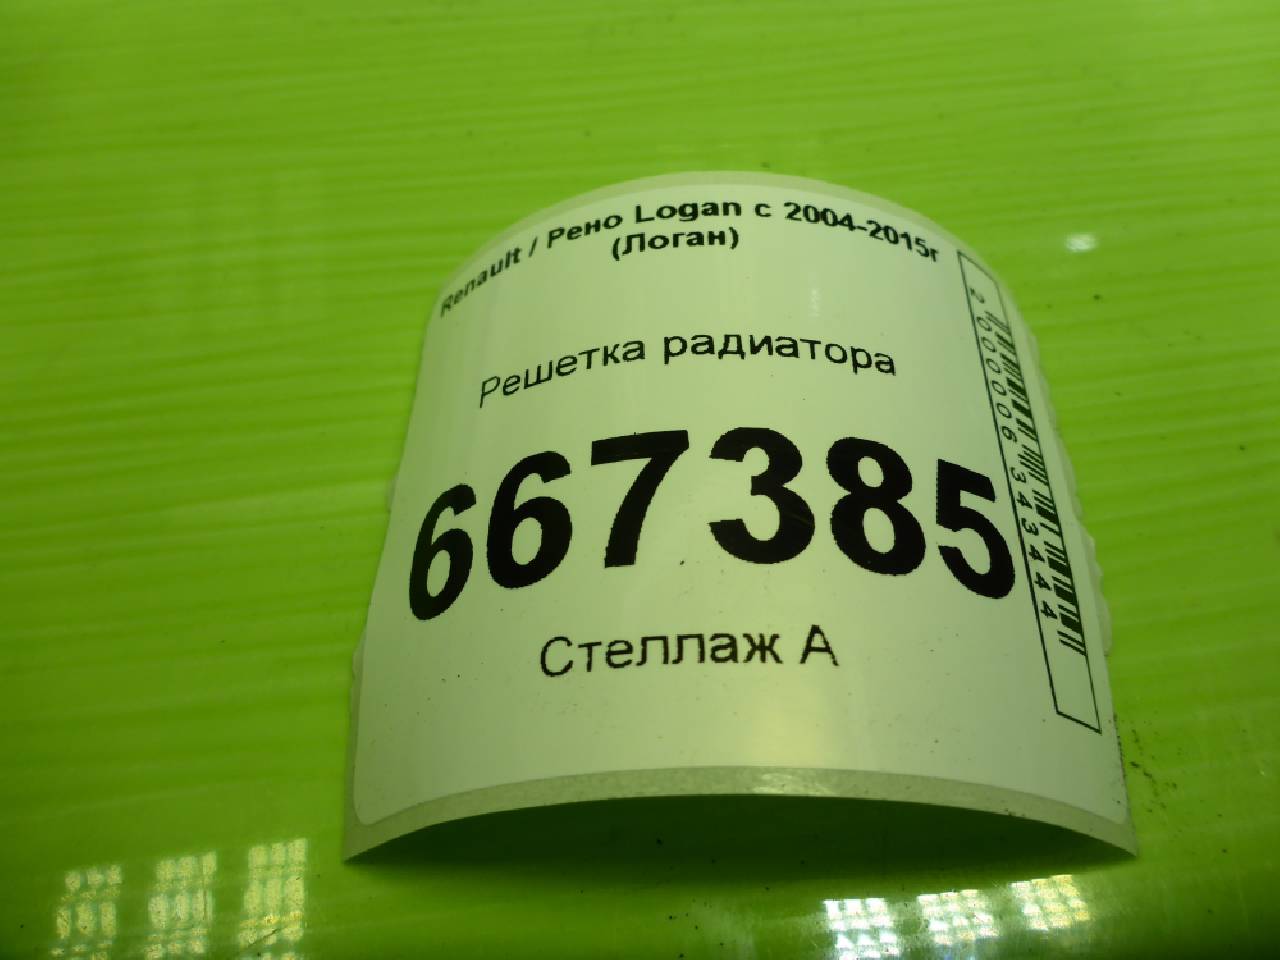 Renault / Рено Logan с 2004-2015г
(Логан)
Решетка радиатора
667385
Стеллаж А
2000006343444